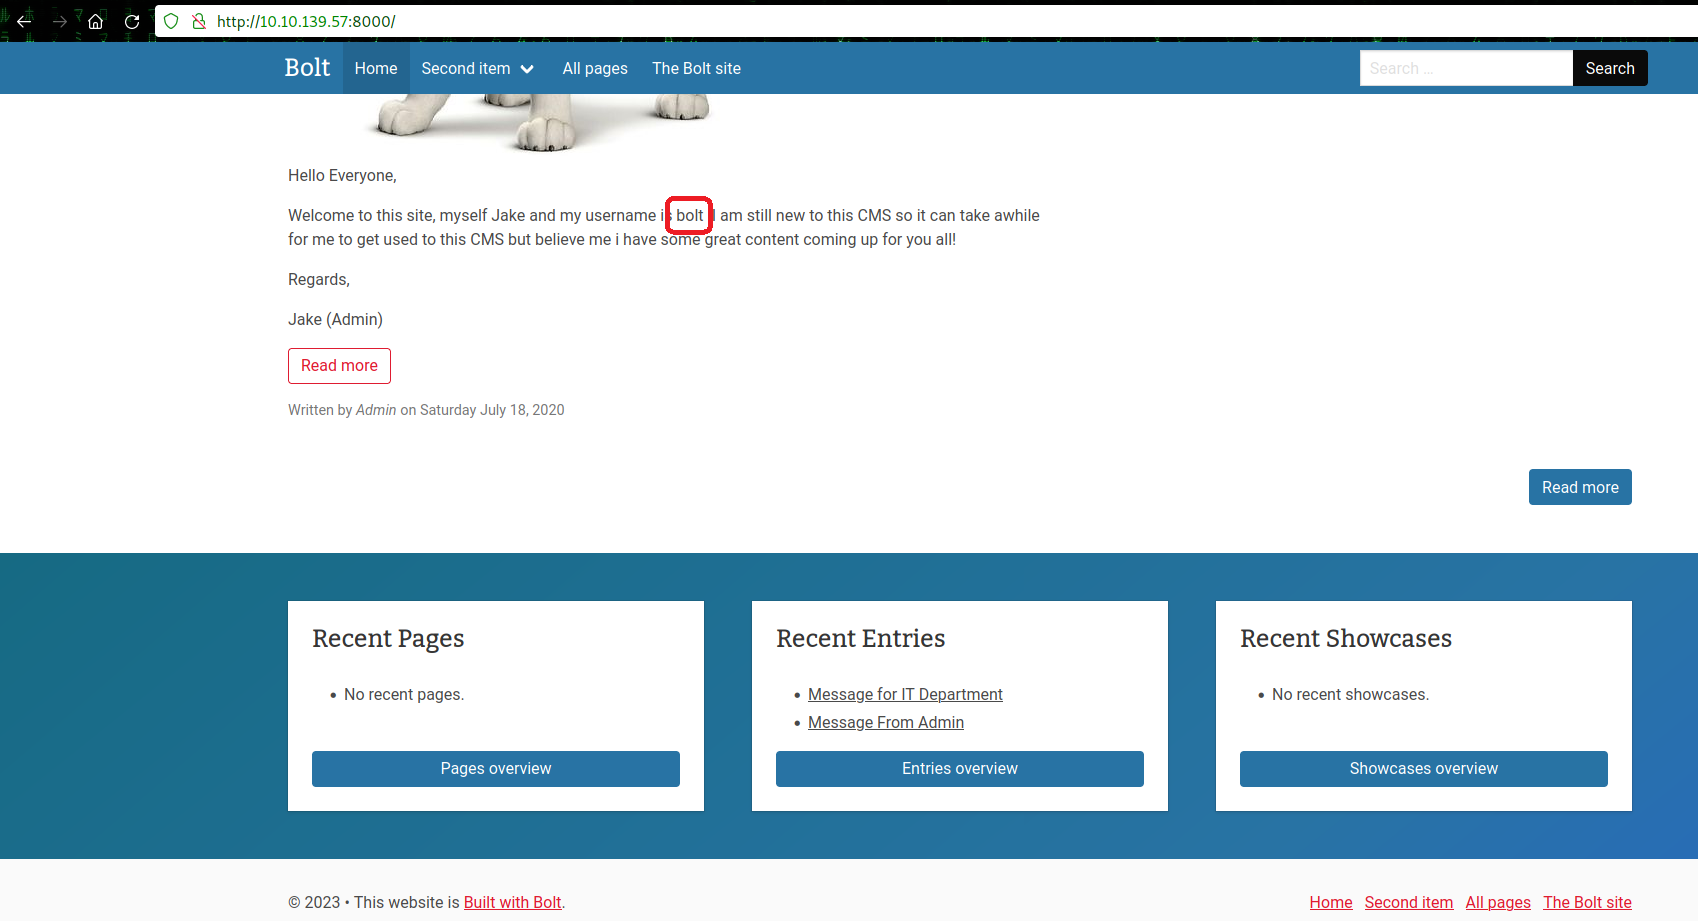 http://10.10.139.57:8000/
Bolt Home Second item All pages The Bolt site Search … Search
Hello Everyone,
Welcome to this site, myself Jake and my username is bolt I am still new to this CMS so it can take awhile
for me to get used to this CMS but believe me i have some great content coming up for you all!
Regards,
Jake (Admin)
Read more
Written by Admin on Saturday July 18, 2020
Read more
Recent Pages
• No recent pages.
Pages overview
Recent Entries
• Message for IT Department
• Message From Admin
Entries overview
Recent Showcases
• No recent showcases.
Showcases overview
© 2023 • This website is Built with Bolt.
Home Second item All pages The Bolt site